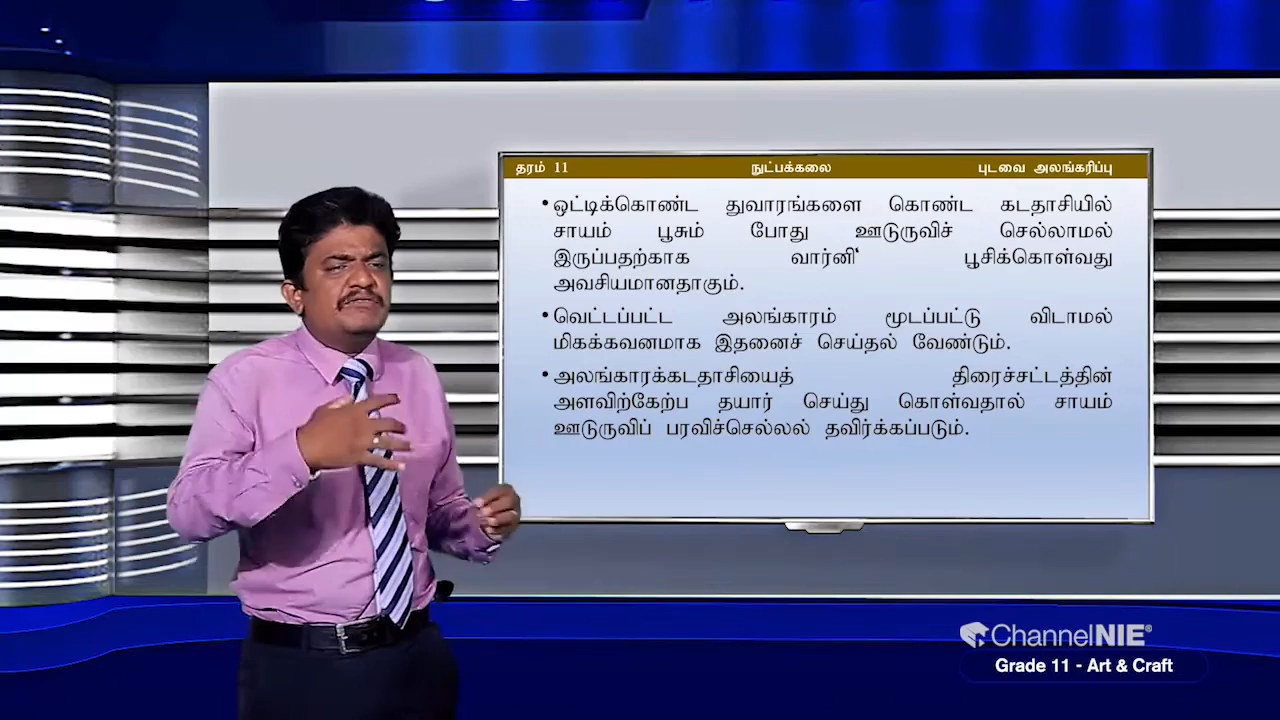 தரம் 11 நுட்பக்கலை புடவை அலங்கரிப்பு
•ஒட்டிக்கொண்ட துவாரங்களை கொண்ட கடதாசியில்
சாயம் பூசும் போது ஊடுருவிச் செல்லாமல்
இருப்பதற்காக பூசிக்கொள்வது
அவசியமானதாகும்.
•வெட்டப்பட்ட அலங்காரம் மூடப்பட்டு விடாமல்
மிகக்கவனமாக இதனைச் செய்தல் வேண்டும்.
•அலங்காரக்கடதாசியைத் திரைச்சட்டத்தின்
அளவிற்கேற்ப தயார் செய்து கொள்வதால் சாயம்
ஊடுருவிப் பரவிச்செல்லல் தவிர்க்கப்படும்.
ChannelNIE®
Grade 11 - Art & Craft